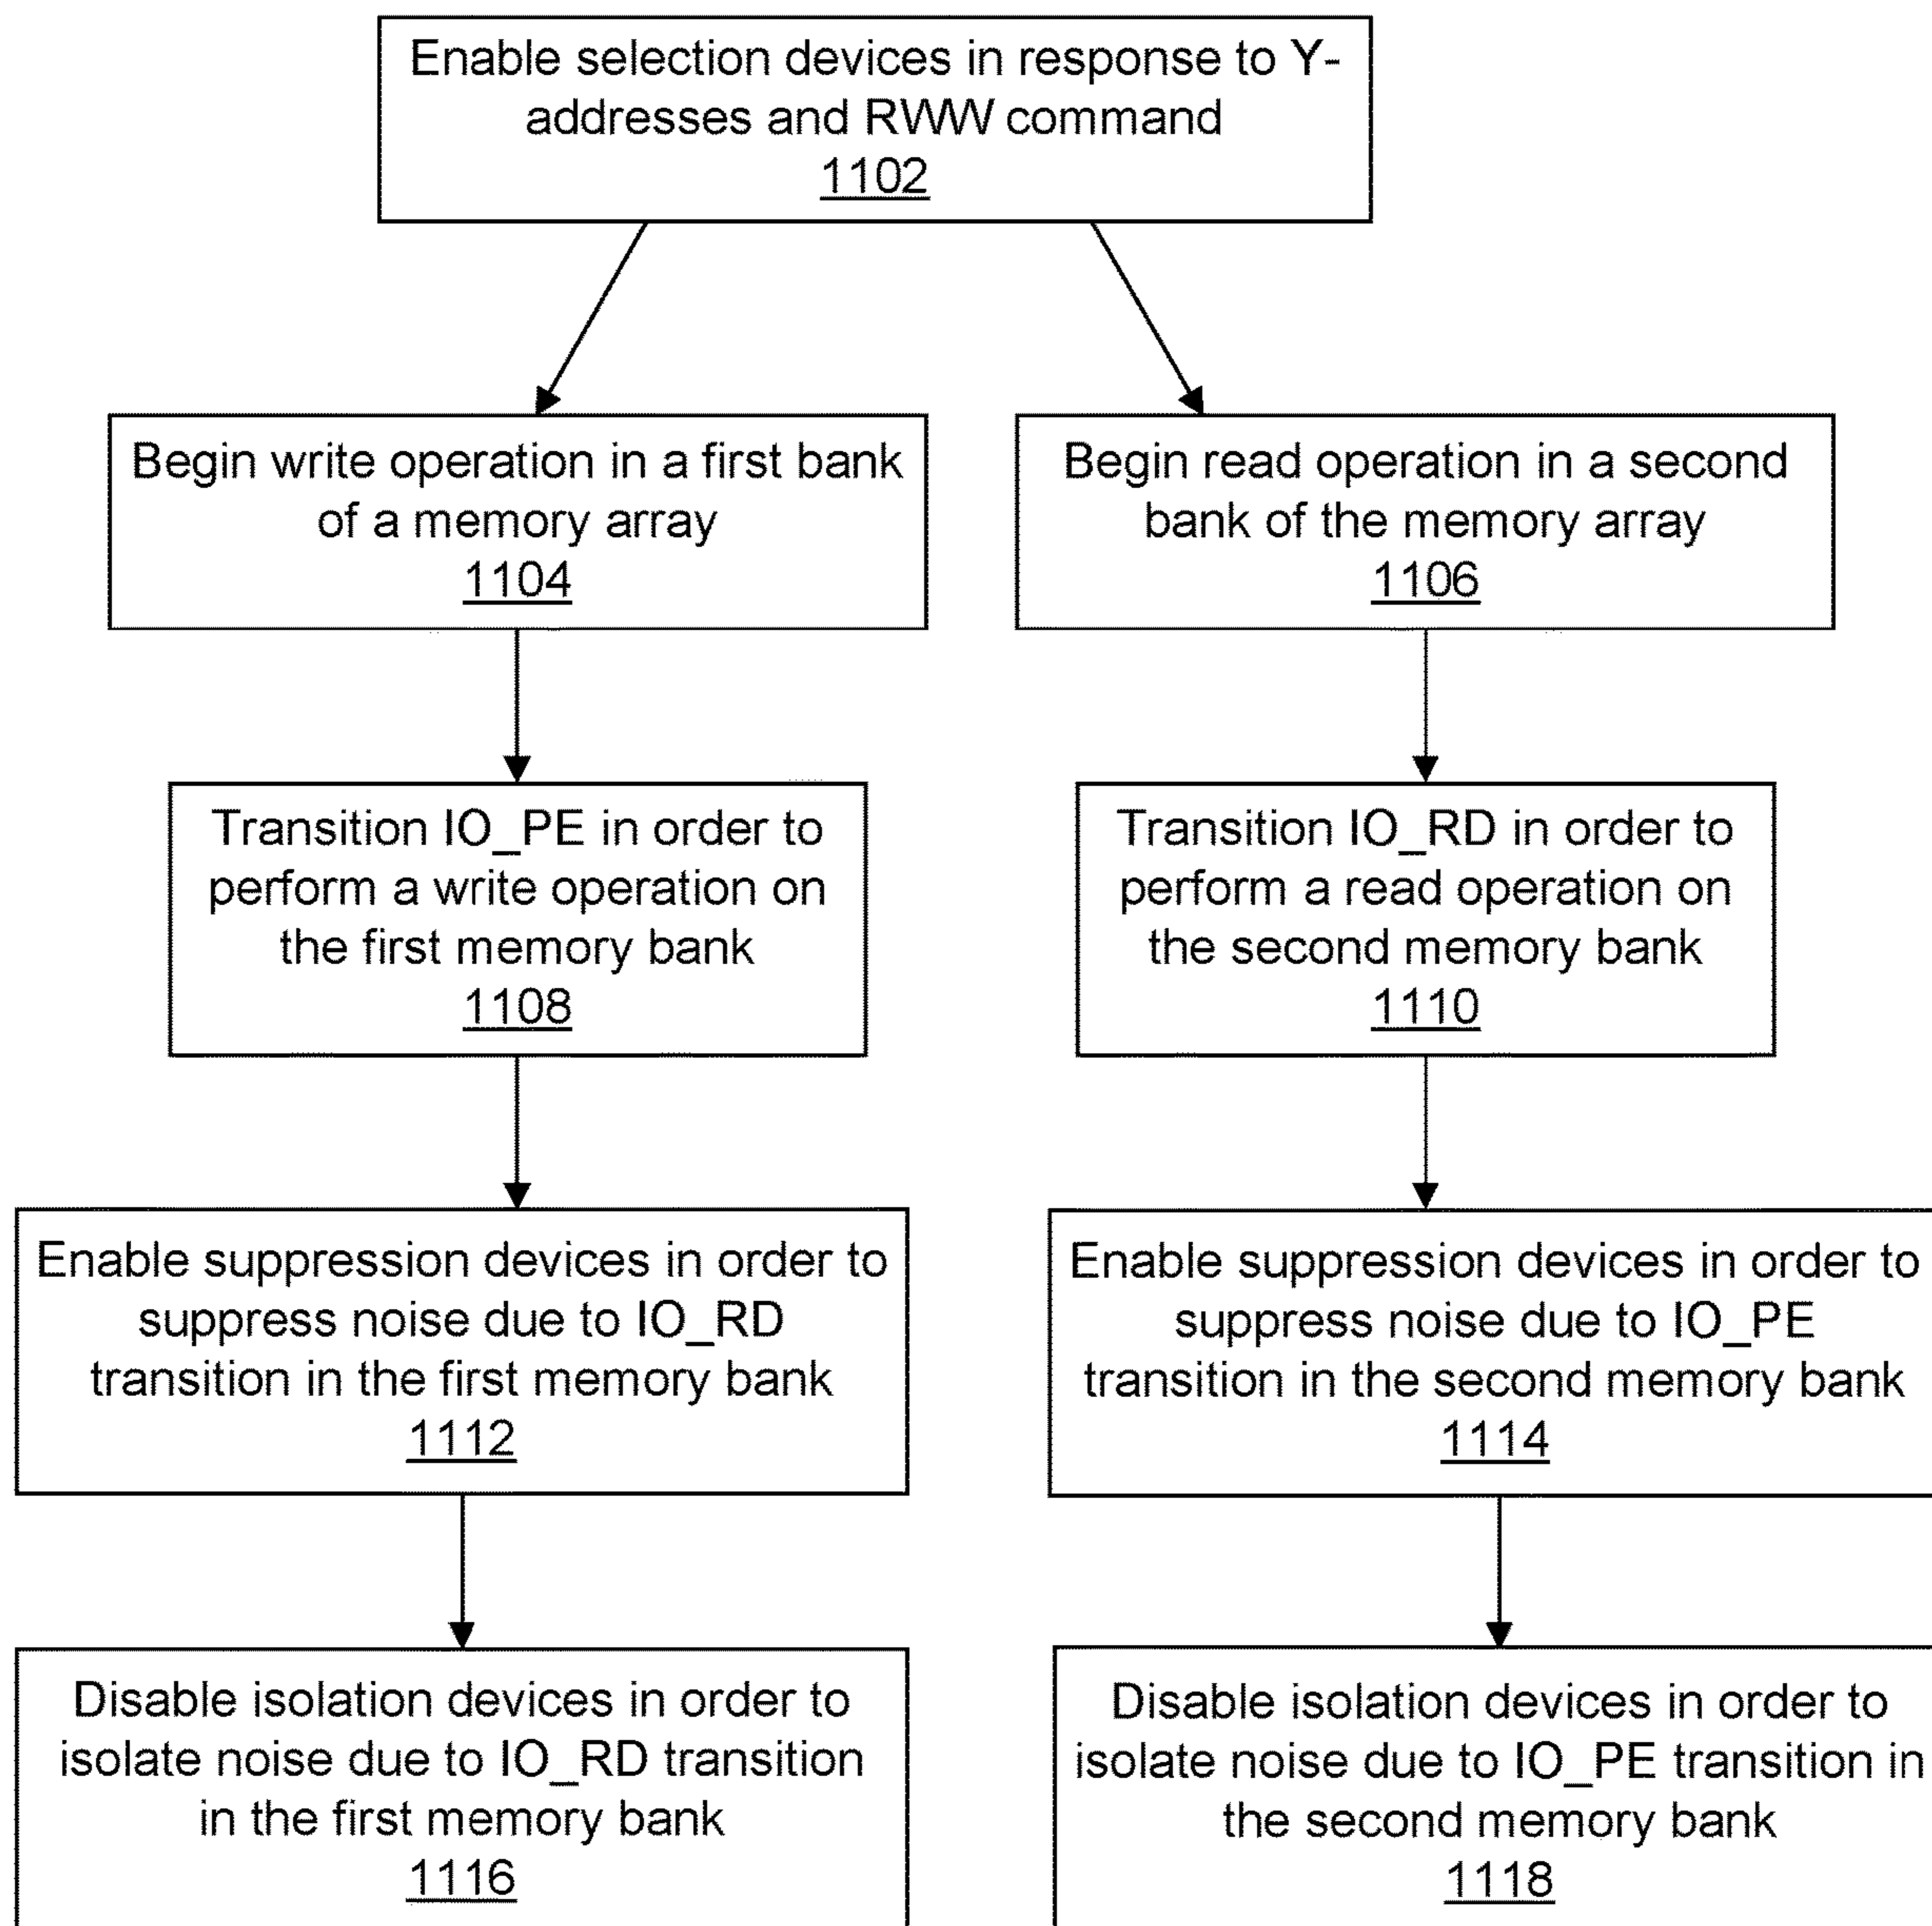 Enable selection devices in response to Y-
addresses and RWW command
1102
Begin write operation in a first bank
of a memory array
1104
Begin read operation in a second
bank of the memory array
1106
Transition IO_PE in order to
perform a write operation on
the first memory bank
1108
Transition IO_RD in order to
perform a read operation on
the second memory bank
1110
Enable suppression devices in order to
suppress noise due to IO_RD
transition in the first memory bank
1112
Enable suppression devices in order to
suppress noise due to IO_PE
transition in the second memory bank
1114
Disable isolation devices in order to
isolate noise due to IO_RD transition
in the first memory bank
1116
Disable isolation devices in order to
isolate noise due to IO_PE transition in
the second memory bank
1118